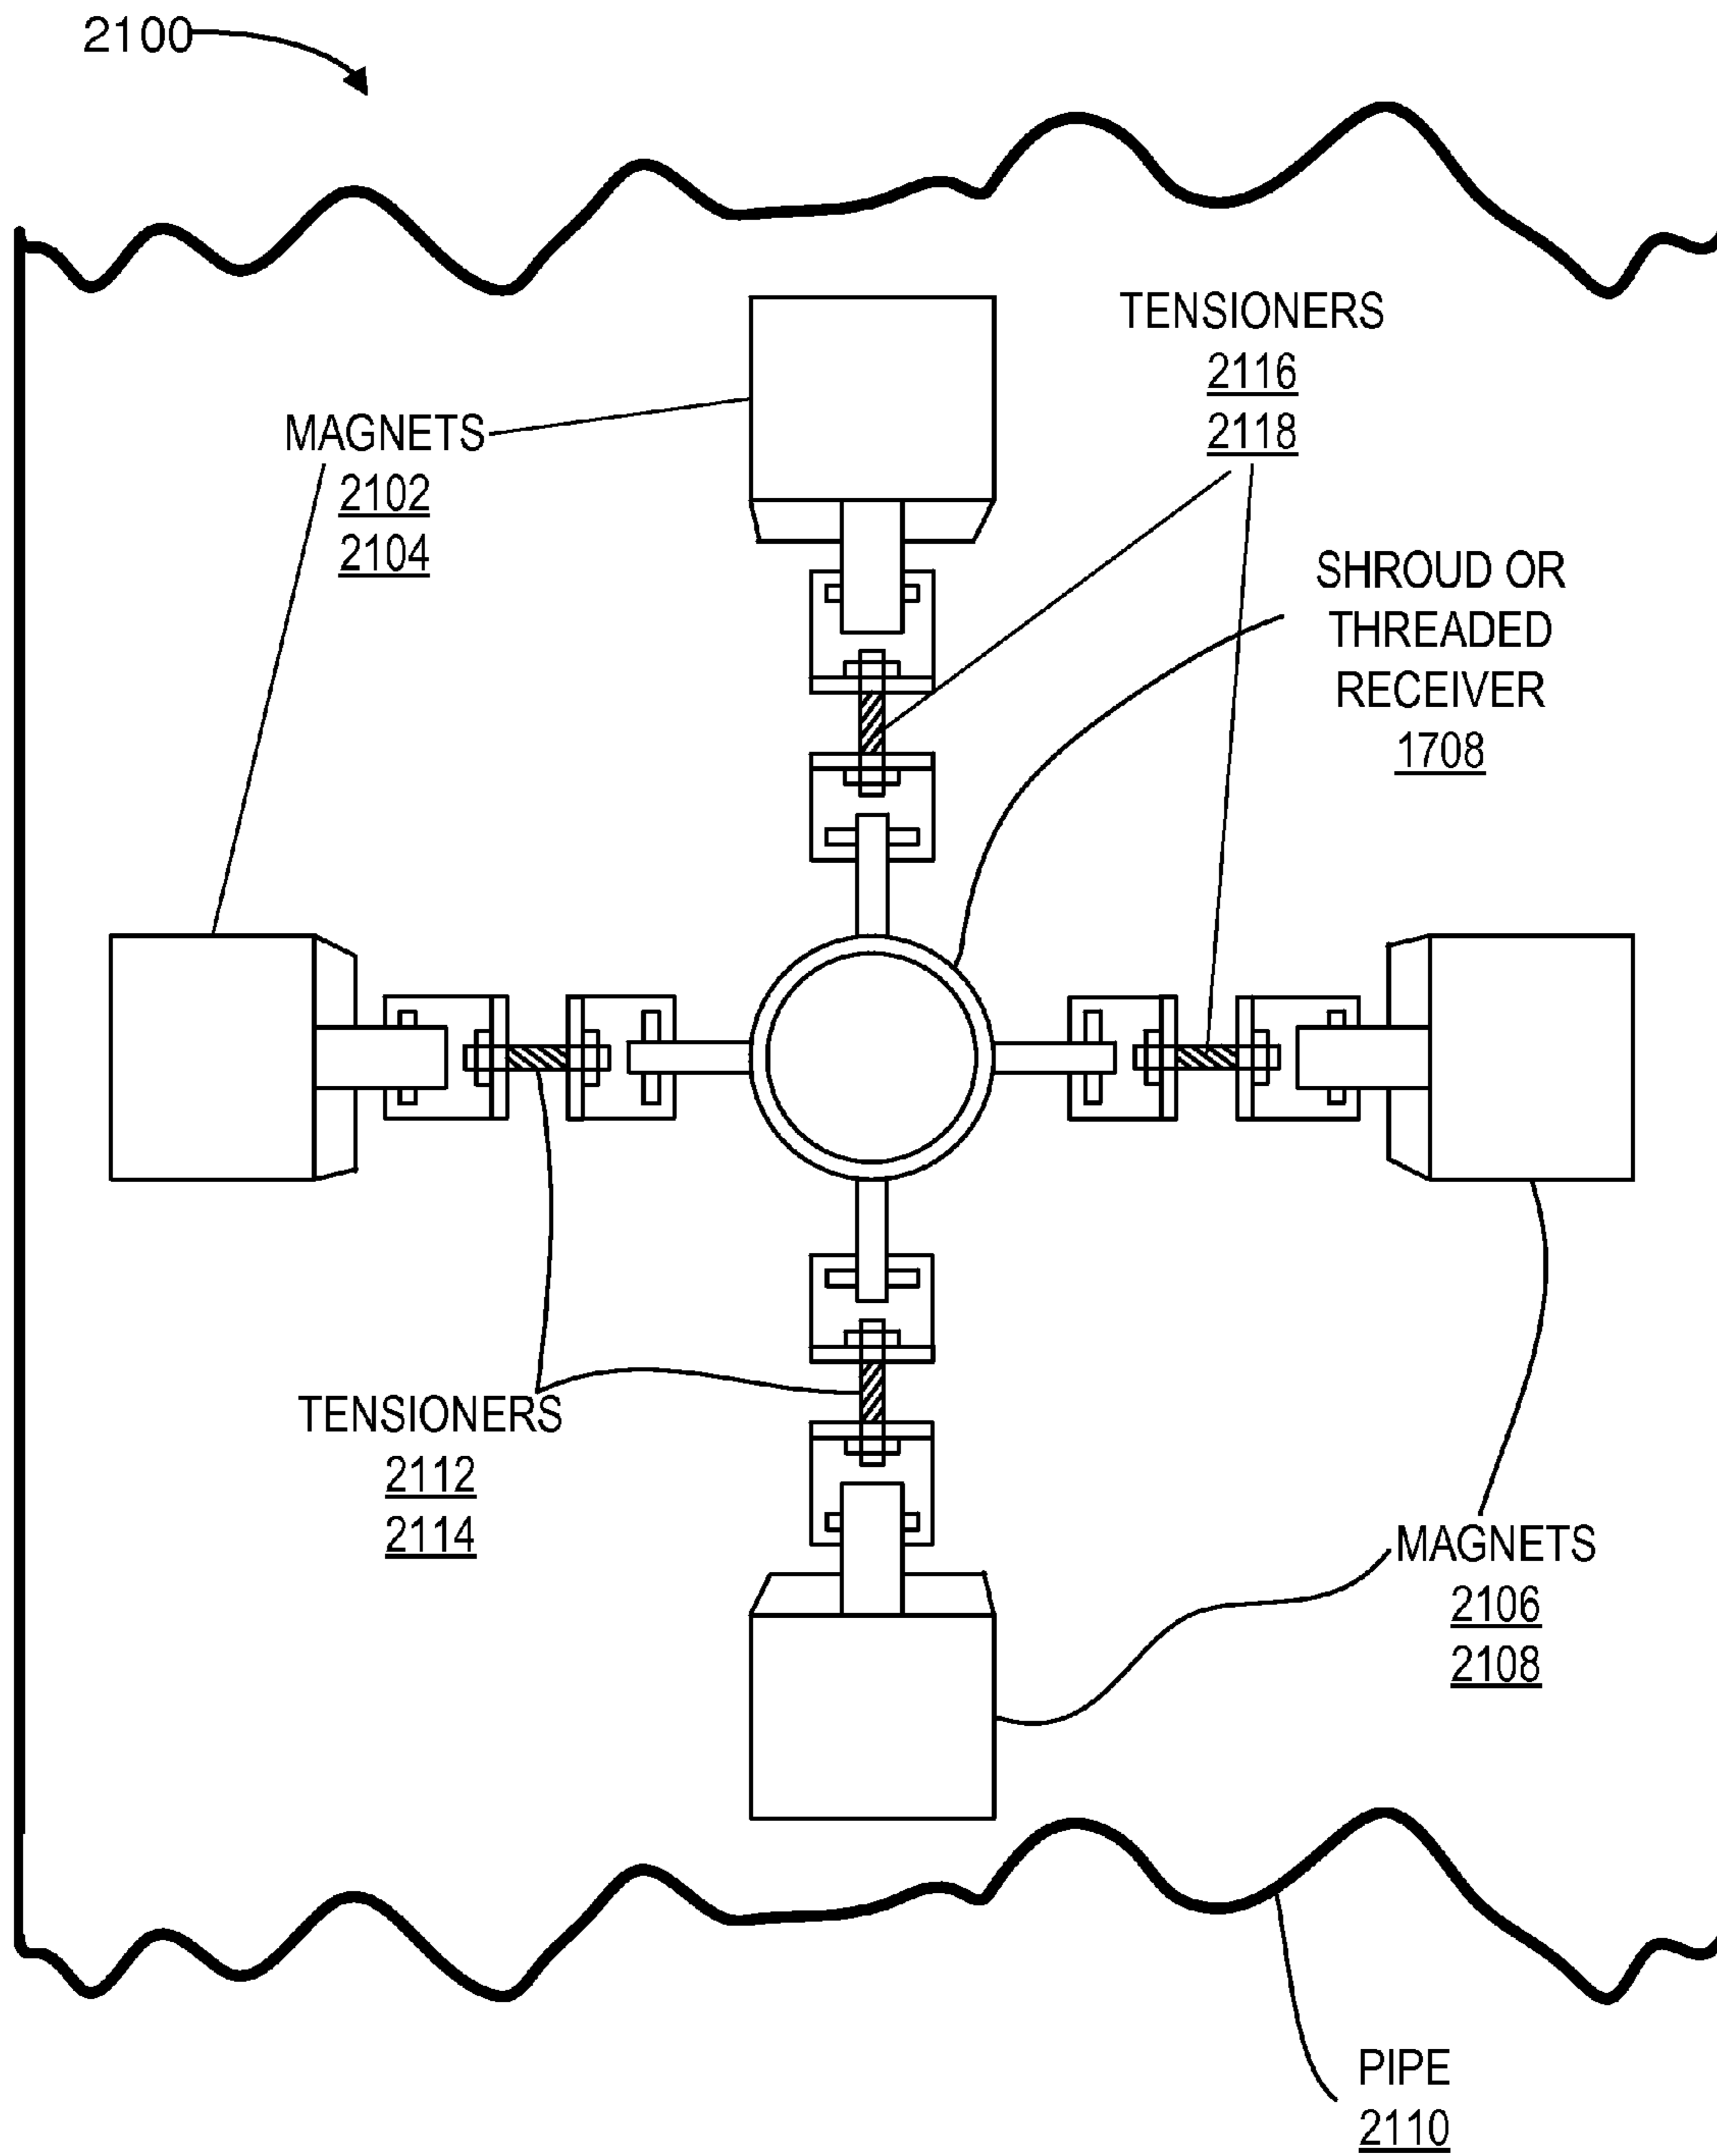 2100
TENSIONERS
2116
2118
MAGNETS
2102
2104
SHROUD OR
THREADED
RECEIVER
1708
TENSIONERS
2112
2114
MAGNETS
2106
2108
PIPE
2110